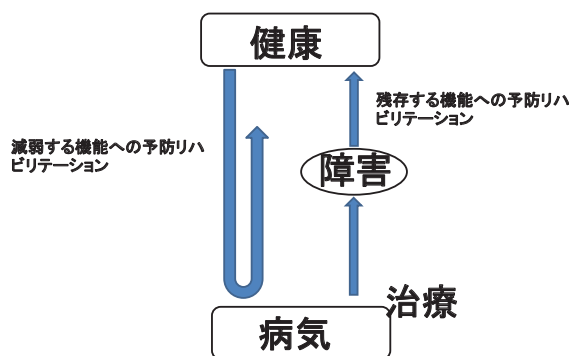 健康
残存する機能への予防リハ
ビリテーション
減弱する機能への予防リハ
ビリテーション
障害
治療
病気